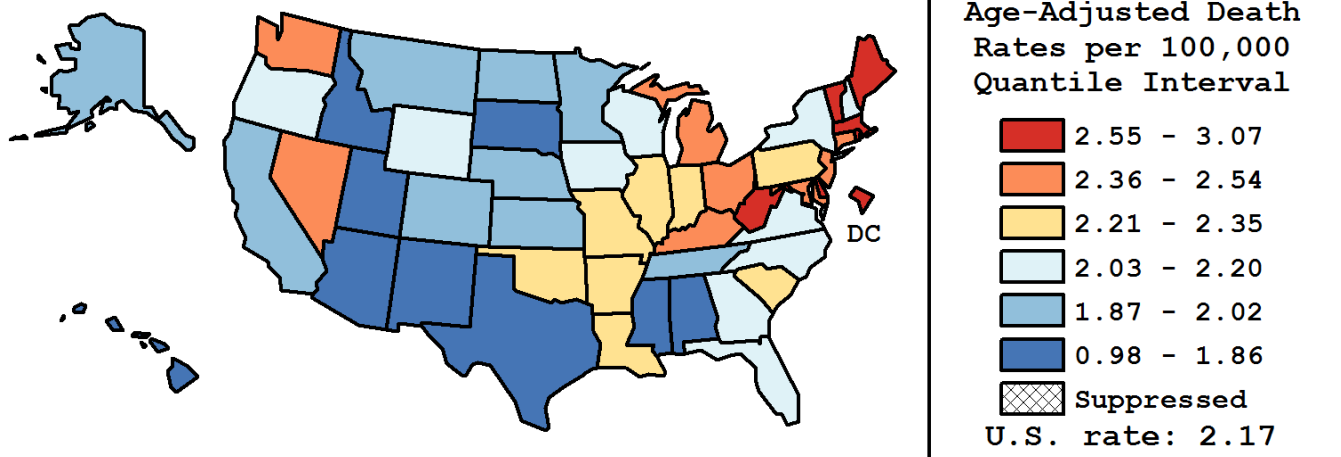 Age-Adjusted Death
Rates per 100,000
Quantile Interval
2.55 - 3.07
2.36 - 2.54
2.21 - 2.35
2.03 - 2.20
1.87 - 2.02
0.98 - 1.86
Suppressed
U.S. rate: 2.17
DC